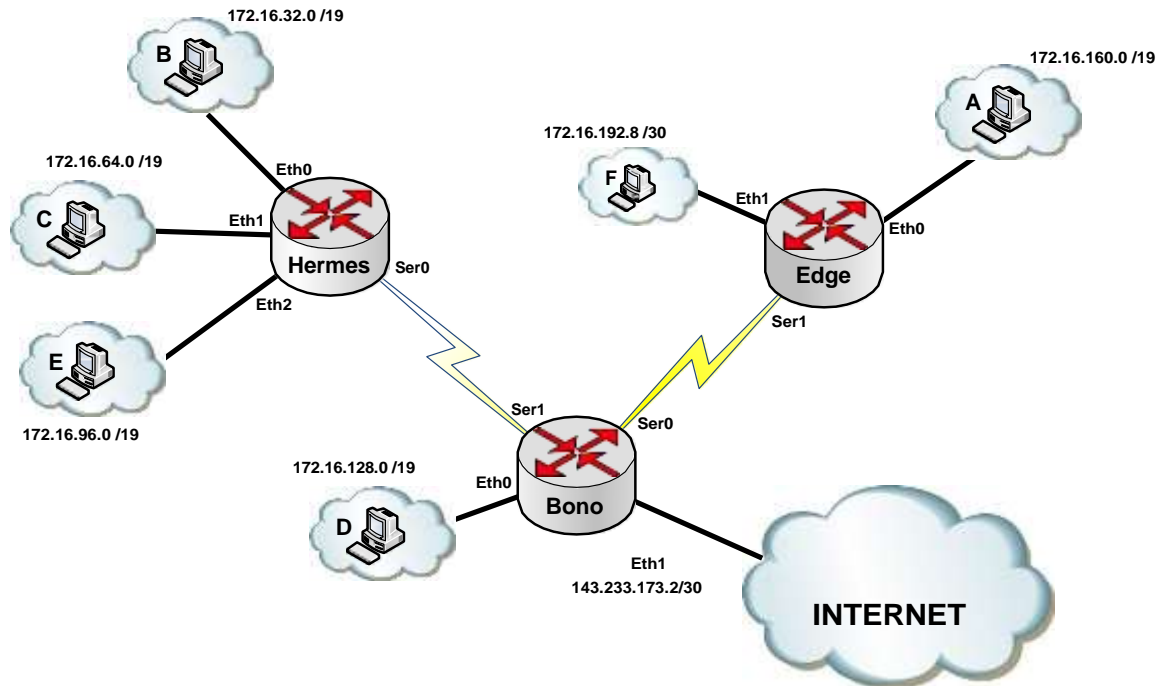 172.16.32.0 /19
B
172.16.160.0 /19
A
172.16.192.8 /30
F
172.16.64.0 /19
C
Eth0
Eth1
Hermes
Ser0
Eth2
Eth1
Eth0
Edge
Ser1
E
172.16.96.0 /19
Ser1
Ser0
172.16.128.0 /19
Eth0
Bono
D
Eth1
143.233.173.2/30
INTERNET